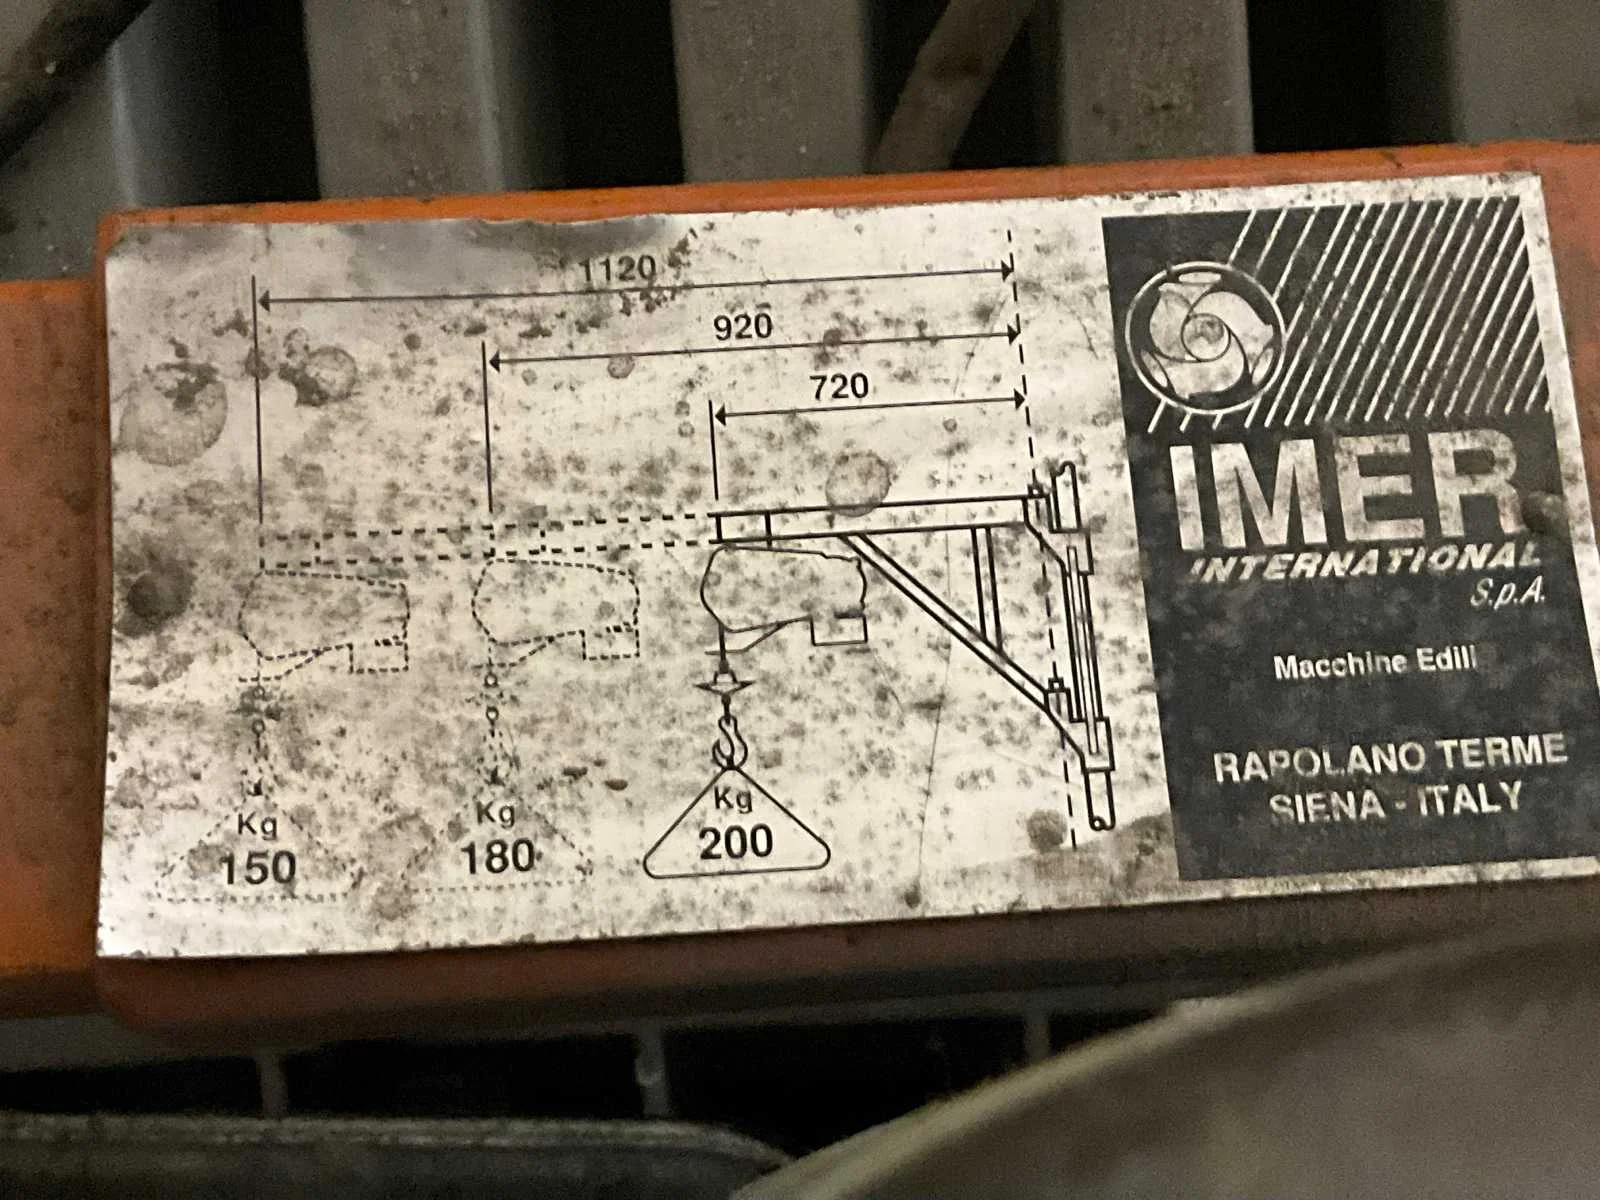 1120
920
720
Kg
150
Kg
180
Kg
200
IMER
INTERNATIONAL
S.p.A.
Macchine Edili
RAPOLANO TERME
SIENA - ITALY